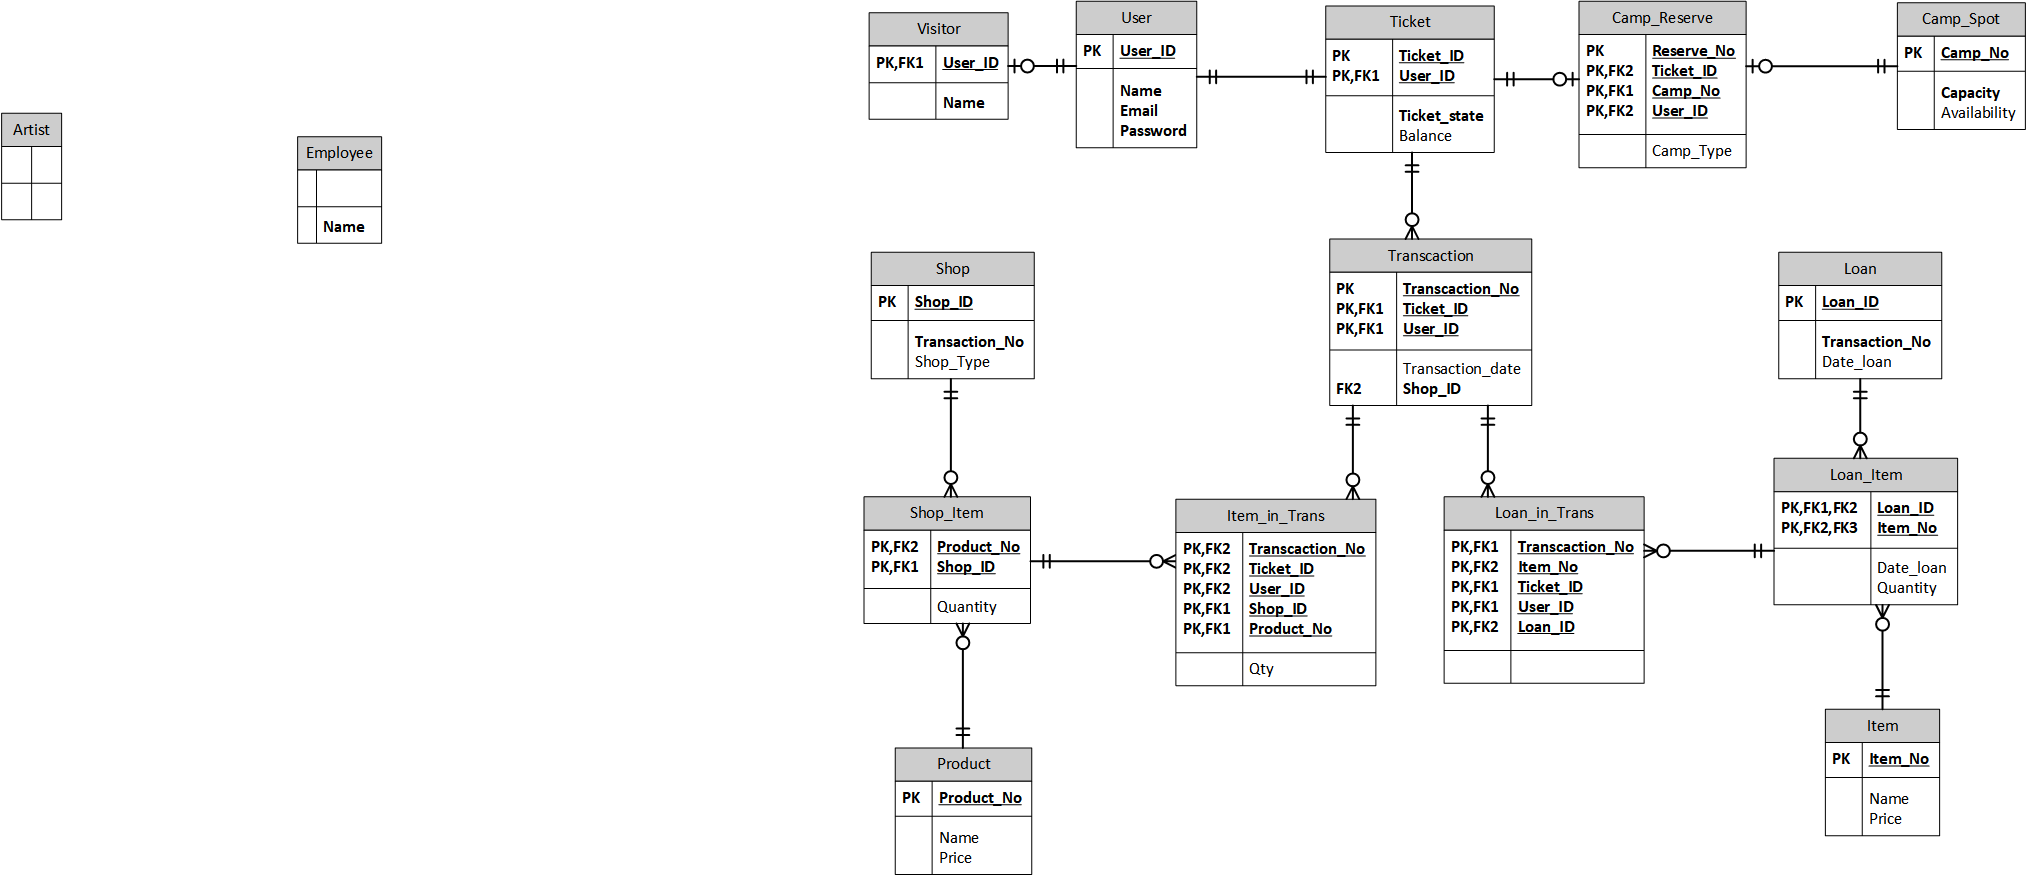 Artist
Employee
Name
Visitor
PK,FK1 User_ID
Name
User
PK User_ID
Name
Email
Password
Ticket
PK Ticket_ID
PK,FK1 User_ID
Ticket_state
Balance
Camp_Reserve
PK Reserve_No
PK,FK2 Ticket_ID
PK,FK1 Camp_No
PK,FK2 User_ID
Camp_Type
Camp_Spot
PK Camp_No
Capacity
Availability
Shop
PK Shop_ID
Transaction_No
Shop_Type
Transcaction
PK Transcaction_No
PK,FK1 Ticket_ID
PK,FK1 User_ID
Transaction_date
FK2 Shop_ID
Loan
PK Loan_ID
Transaction_No
Date_loan
Shop_Item
PK,FK2 Product_No
PK,FK1 Shop_ID
Quantity
Item_in_Trans
PK,FK2 Transcaction_No
PK,FK2 Ticket_ID
PK,FK2 User_ID
PK,FK1 Shop_ID
PK,FK1 Product_No
Qty
Loan_in_Trans
PK,FK1 Transcaction_No
PK,FK2 Item_No
PK,FK1 Ticket_ID
PK,FK1 User_ID
PK,FK2 Loan_ID
Loan_Item
PK,FK1,FK2 Loan_ID
PK,FK2,FK3 Item_No
Date_loan
Quantity
Product
PK Product_No
Name
Price
Item
PK Item_No
Name
Price